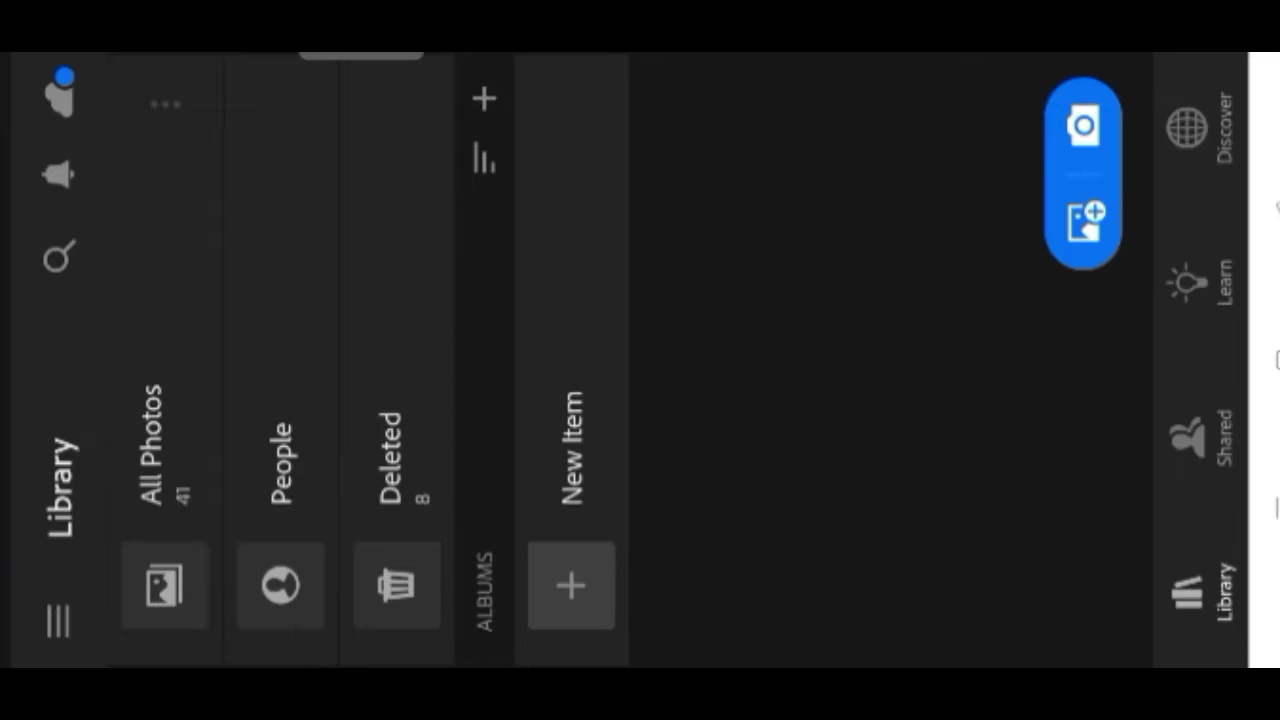 Library
All Photos
41
People
Deleted
8
ALBUMS
New Item
Library
Shared
Learn
Discover